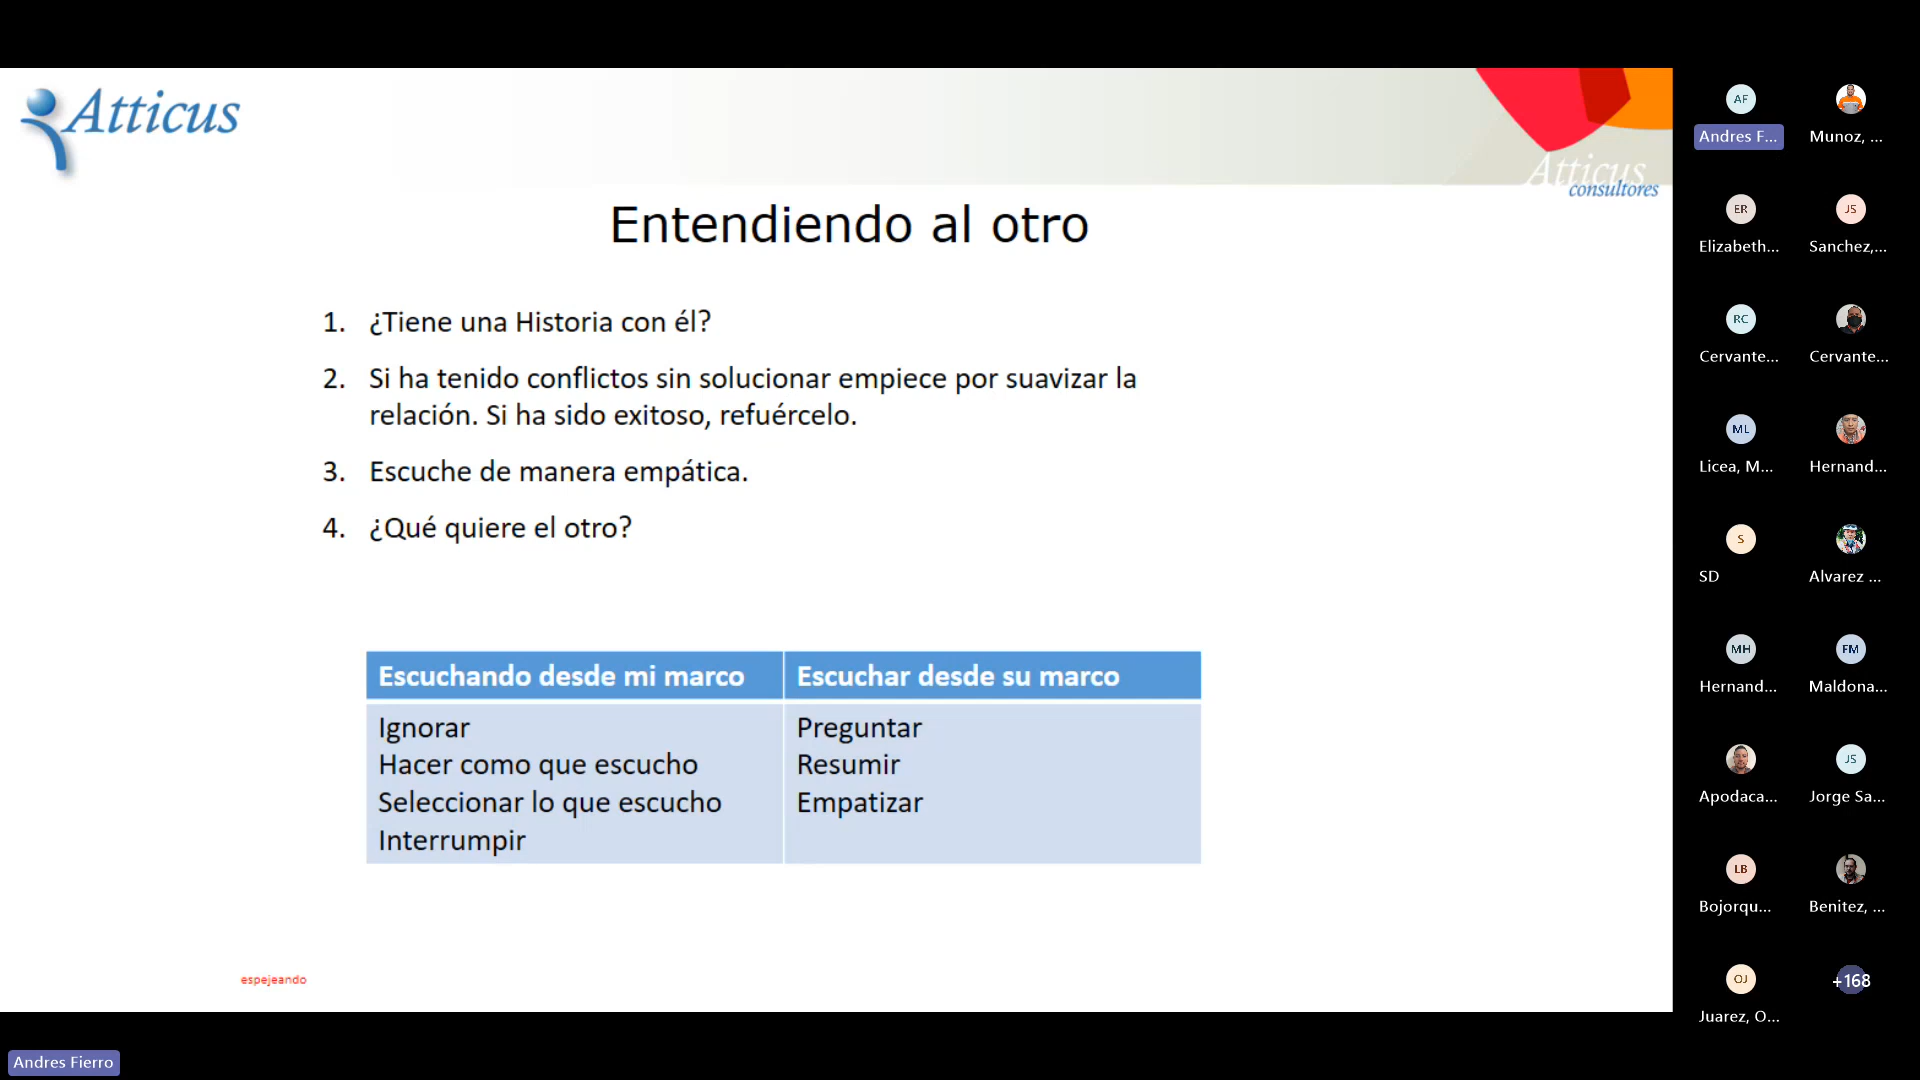 Atticus
Atticus
consultores
Entendiendo al otro
1. ¿Tiene una Historia con él?
2. Si ha tenido conflictos sin solucionar empiece por suavizar la
relación. Si ha sido exitoso, refuércelo.
3. Escuche de manera empática.
4. ¿Qué quiere el otro?
Escuchando desde mi marco
Escuchar desde su marco
Ignorar
Hacer como que escucho
Seleccionar lo que escucho
Interrumpir
Preguntar
Resumir
Empatizar
espejeando
Andres Fierro
AF
Andres F...
Munoz, ...
ER
Elizabeth...
JS
Sanchez,...
RC
Cervante...
Cervante...
ML
Licea, M...
Hernand...
S
SD
Alvarez ...
MH
Hernand...
FM
Maldona...
Apodaca...
JS
Jorge Sa...
LB
Bojorqu...
Benitez, ...
OJ
Juarez, O...
+168